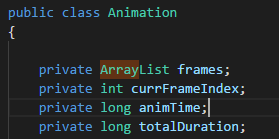 public class Animation
{
private ArrayList frames;
private int currFrameIndex;
private long animTime;
private long totalDuration;